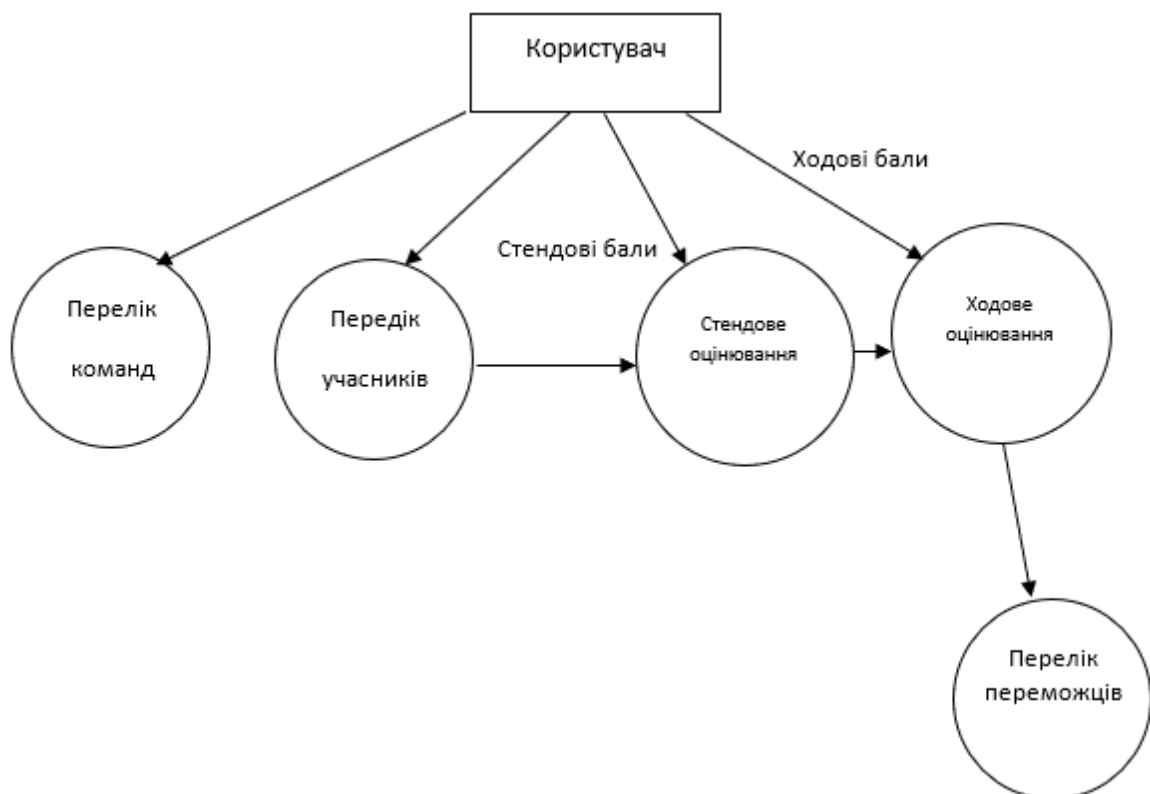 Користувач
Ходові бали
Стендові бали
Перелік
команд
Передік
учасників
Стендове
оцінювання
Ходове
оцінювання
Перелік
переможців